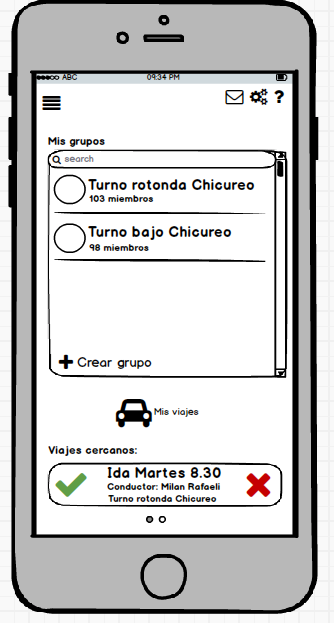 ABC 09:34 PM
?
Mis grupos
search
Turno rotonda Chicureo
103 miembros
Turno bajo Chicureo
98 miembros
Crear grupo
Mis viajes
Viajes cercanos:
Ida Martes 8.30
Conductor: Milan Rafaeli
Turno rotonda Chicureo